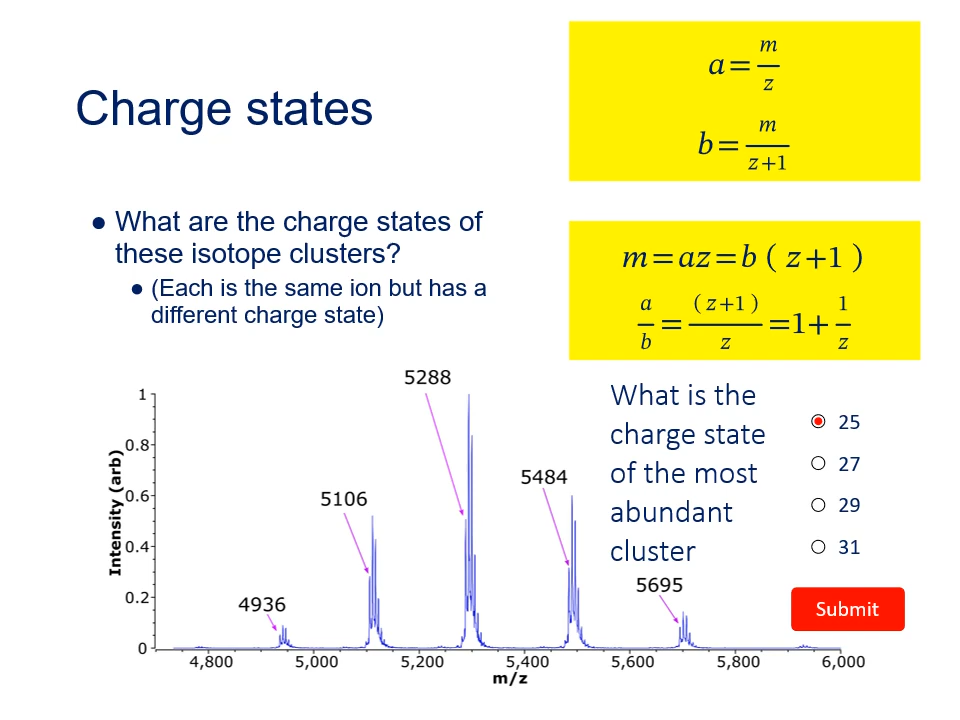 Charge states
a=m/z
b=m/(z+1)
● What are the charge states of
these isotope clusters?
● (Each is the same ion but has a
different charge state)
m=az=b(z+1)
a/b=(z+1)/z=1+1/z
5288
5484
5106
5695
4936
1
0.8
0.6
0.4
0.2
0
Intensity (arb)
4,800 5,000 5,200 5,400 5,600 5,800 6,000
m/z
What is the
charge state
of the most
abundant
cluster
25
27
29
31
Submit